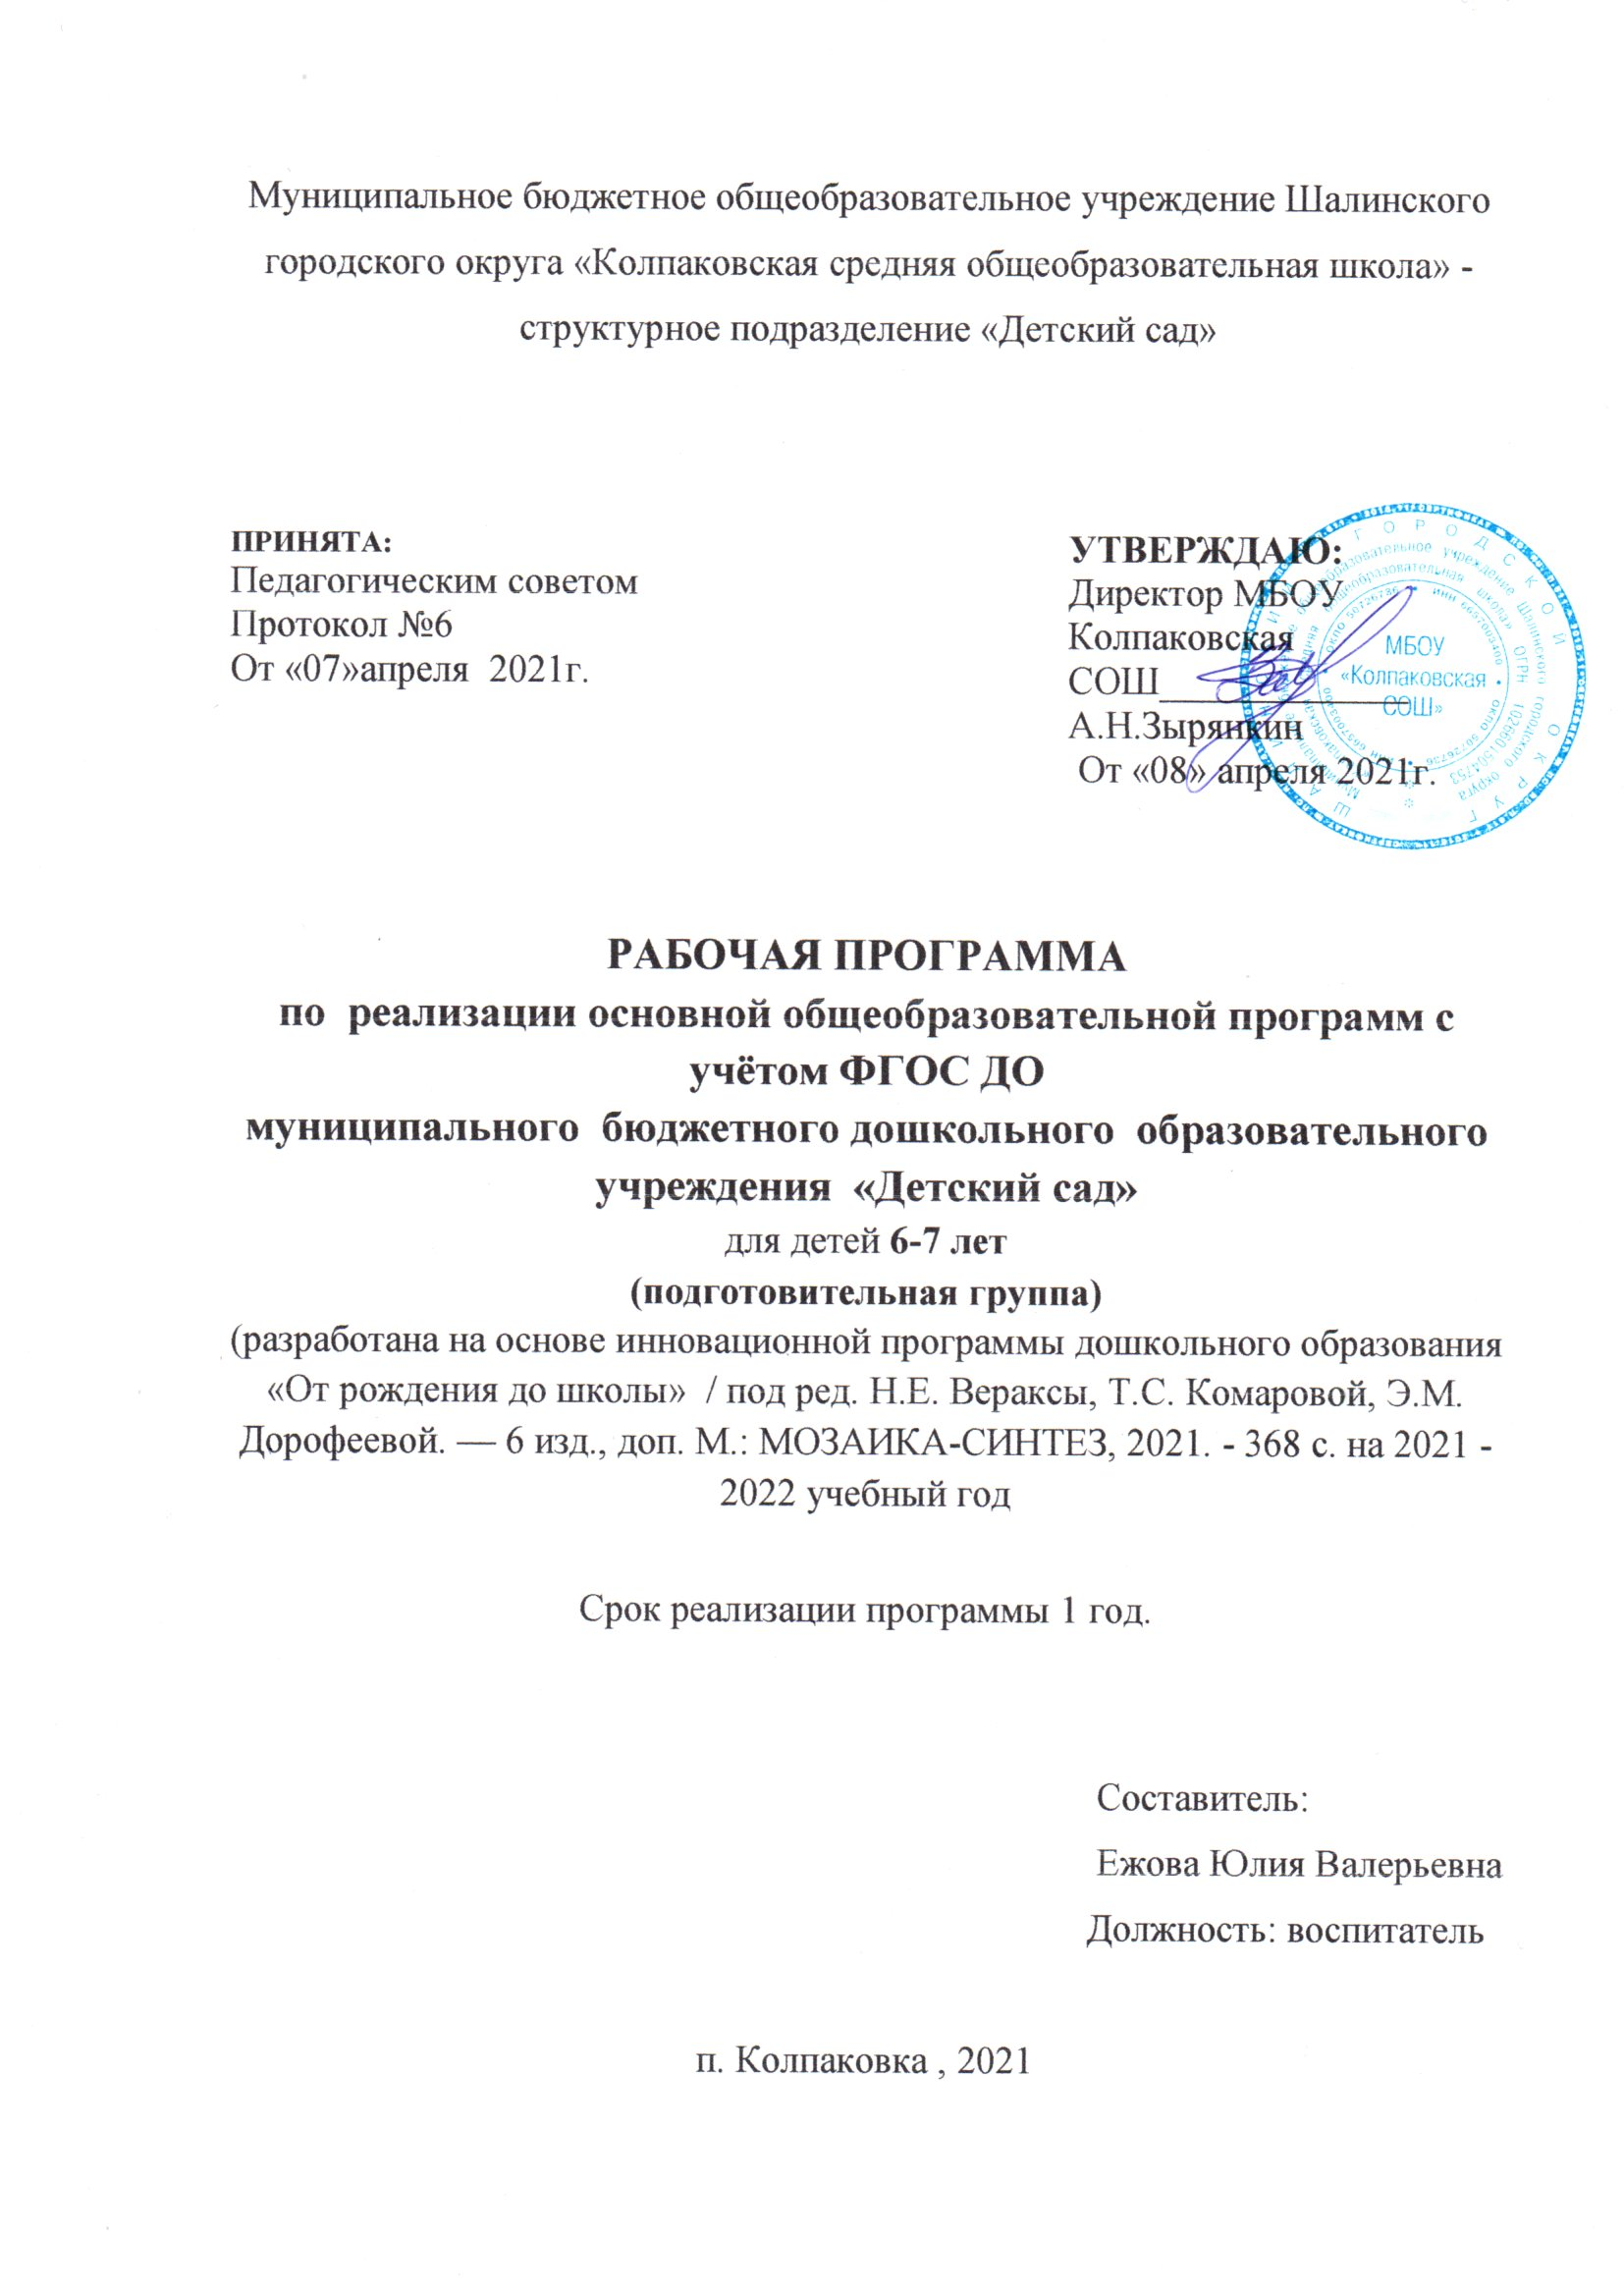 Муниципальное бюджетное общеобразовательное учреждение Шалинского
городского округа «Колпаковская средняя общеобразовательная школа» -
структурное подразделение «Детский сад»
ПРИНЯТА:
Педагогическим советом
Протокол №6
От «07»апреля 2021г.
УТВЕРЖДАЮ:
Директор МБОУ
Колпаковская
СОШ_____________
А.Н.Зырянкин
От «08» апреля 2021г.
МБОУ
«Колпаковская
СОШ»
РАБОЧАЯ ПРОГРАММА
по реализации основной общеобразовательной программ с
учётом ФГОС ДО
муниципального бюджетного дошкольного образовательного
учреждения «Детский сад»
для детей 6-7 лет
(подготовительная группа)
(разработана на основе инновационной программы дошкольного образования
«От рождения до школы» / под ред. Н.Е. Вераксы, Т.С. Комаровой, Э.М.
Дорофеевой. — 6 изд., доп. М.: МОЗАИКА-СИНТЕЗ, 2021. - 368 с. на 2021 -
2022 учебный год
Срок реализации программы 1 год.
Составитель:
Ежова Юлия Валерьевна
Должность: воспитатель
п. Колпаковка , 2021